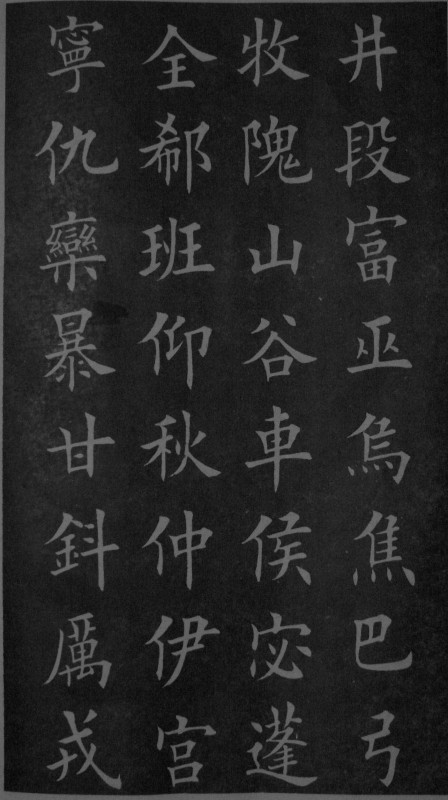 井段富巫烏焦巴弓
牧隗山谷車侯宓蓬
全郗班仰秋仲伊宮
寧仇欒暴甘鈄厲戎